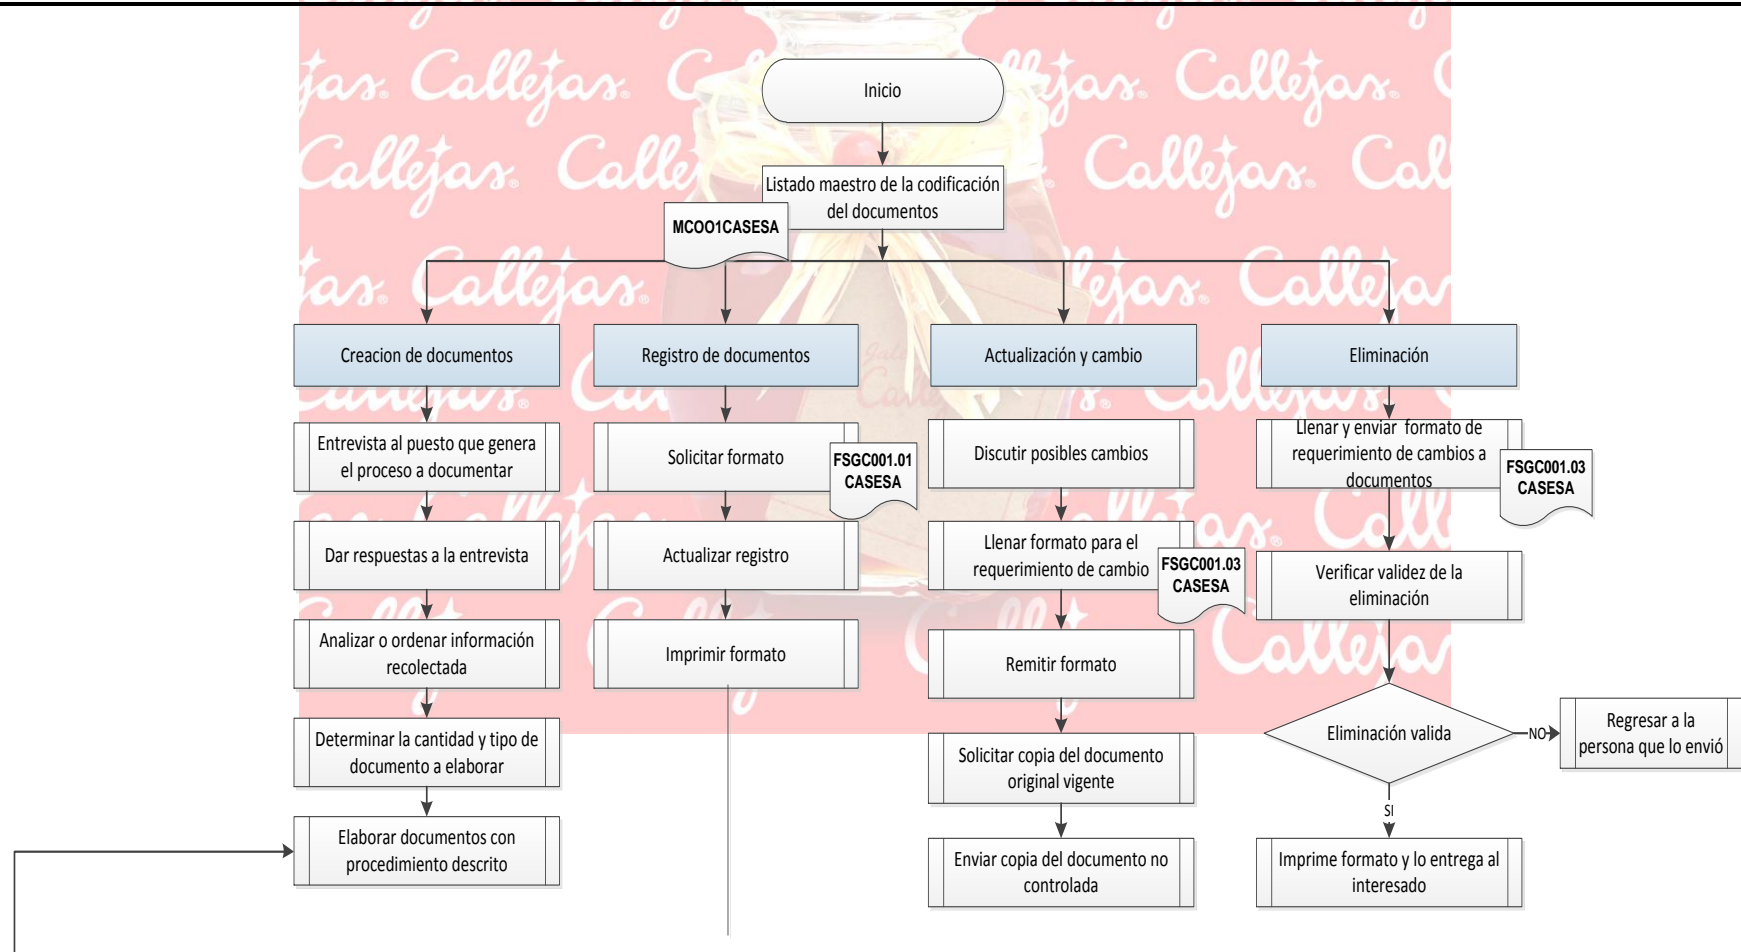 Inicio
Listado maestro de la codificación
del documentos
MCOO1CASESA
Creacion de documentos
Entrevista al puesto que genera
el proceso a documentar
Dar respuestas a la entrevista
Analizar o ordenar información
recolectada
Determinar la cantidad y tipo de
documento a elaborar
Elaborar documentos con
procedimiento descrito
Registro de documentos
Solicitar formato
FSGC001.01
CASESA
Actualizar registro
Imprimir formato
Actualización y cambio
Discutir posibles cambios
Llenar formato para el
requerimiento de cambio
FSGC001.03
CASESA
Remitir formato
Solicitar copia del documento
original vigente
Enviar copia del documento no
controlada
Eliminación
Llenar y enviar formato de
requerimiento de cambios a
documentos
FSGC001.03
CASESA
Verificar validez de la
eliminación
Eliminación valida
NO
Regresar a la
persona que lo envió
SI
Imprime formato y lo entrega al
interesado
Callejas. Callejas.
Callejas. Callejas.